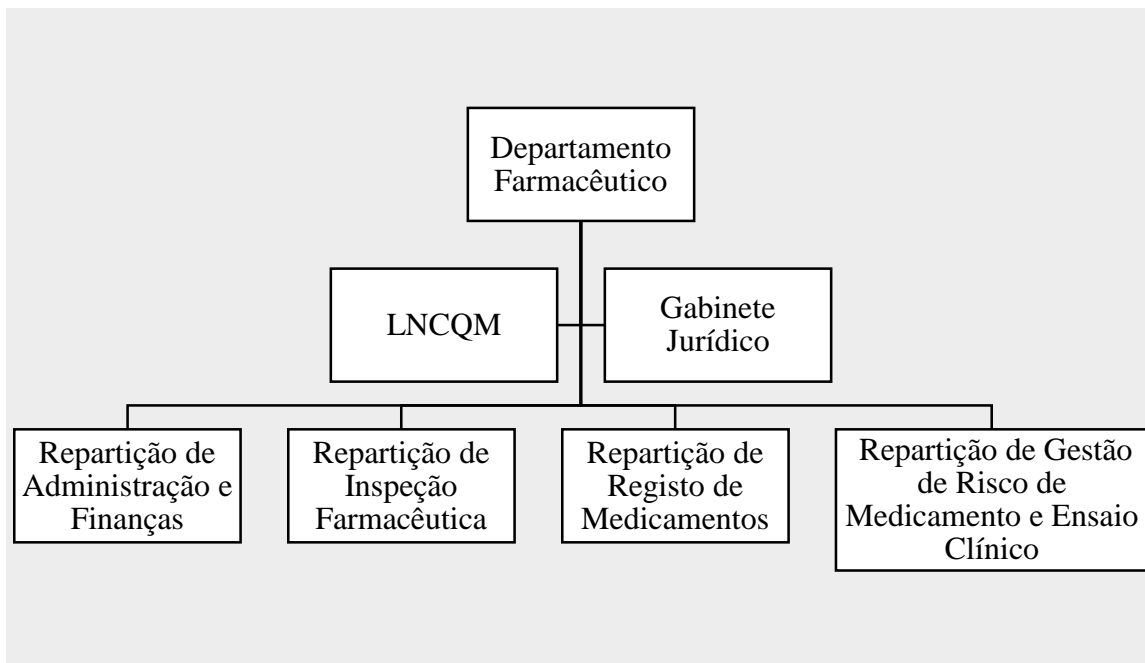 Departamento
Farmacêutico
LNCQM
Gabinete
Jurídico
Repartição de
Administração e
Finanças
Repartição de
Inspeção
Farmacêutica
Repartição de
Registo de
Medicamentos
Repartição de Gestão
de Risco de
Medicamento e Ensaio
Clínico